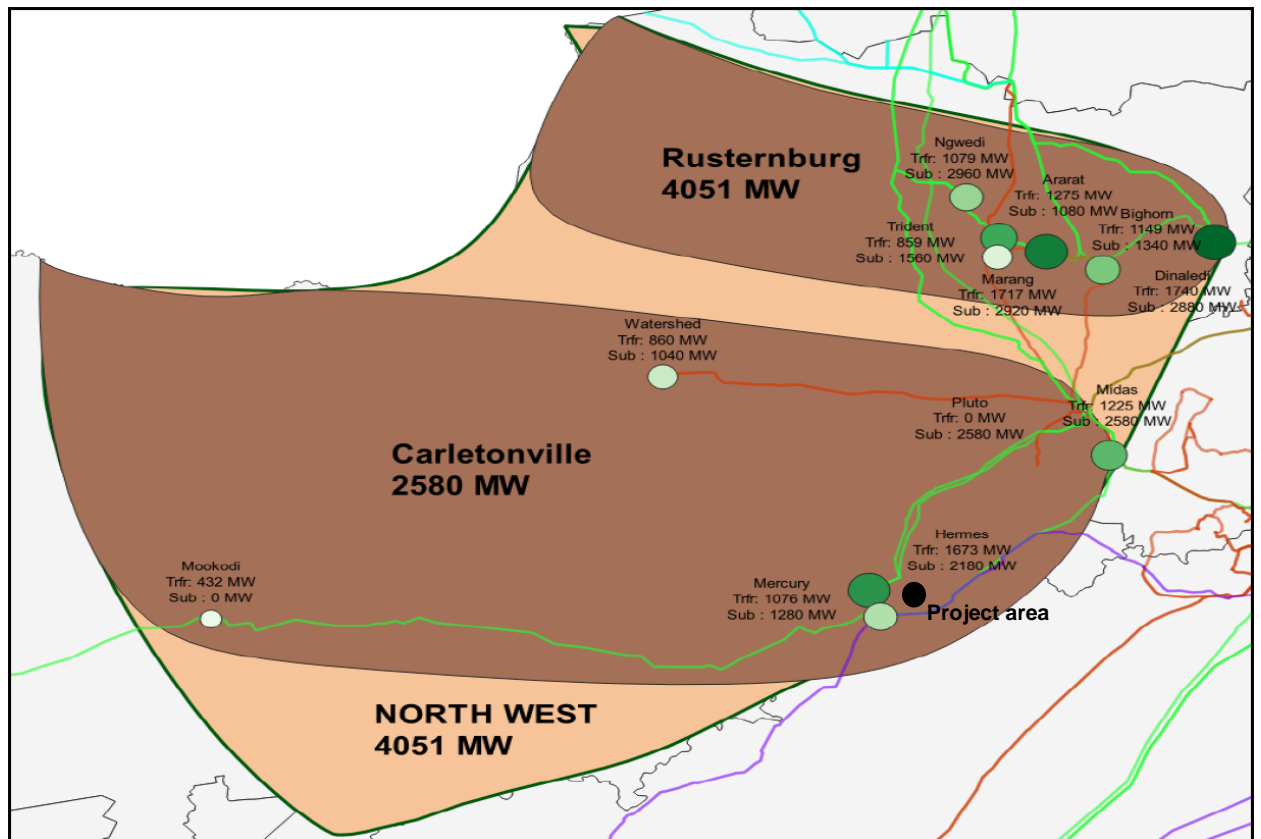 Rusternburg
4051 MW
Ngwedi
Trfr: 1079 MW
Sub : 2960 MW
Ararat
Trfr: 1275 MW
Sub : 1080 MW
Bighorn
Trfr: 1149 MW
Sub : 1340 MW
Trident
Trfr: 859 MW
Sub : 1560 MW
Marang
Trfr: 1717 MW
Sub : 2920 MW
Dinaledi
Trfr: 1740 MW
Sub : 2880 MW
Watershed
Trfr: 860 MW
Sub : 1040 MW
Midas
Trfr: 1225 MW
Sub : 2580 MW
Pluto
Trfr: 0 MW
Sub : 2580 MW
Carletonville
2580 MW
Hermes
Trfr: 1673 MW
Sub : 2180 MW
Mookodi
Trfr: 432 MW
Sub : 0 MW
Mercury
Trfr: 1076 MW
Sub : 1280 MW
Project area
NORTH WEST
4051 MW